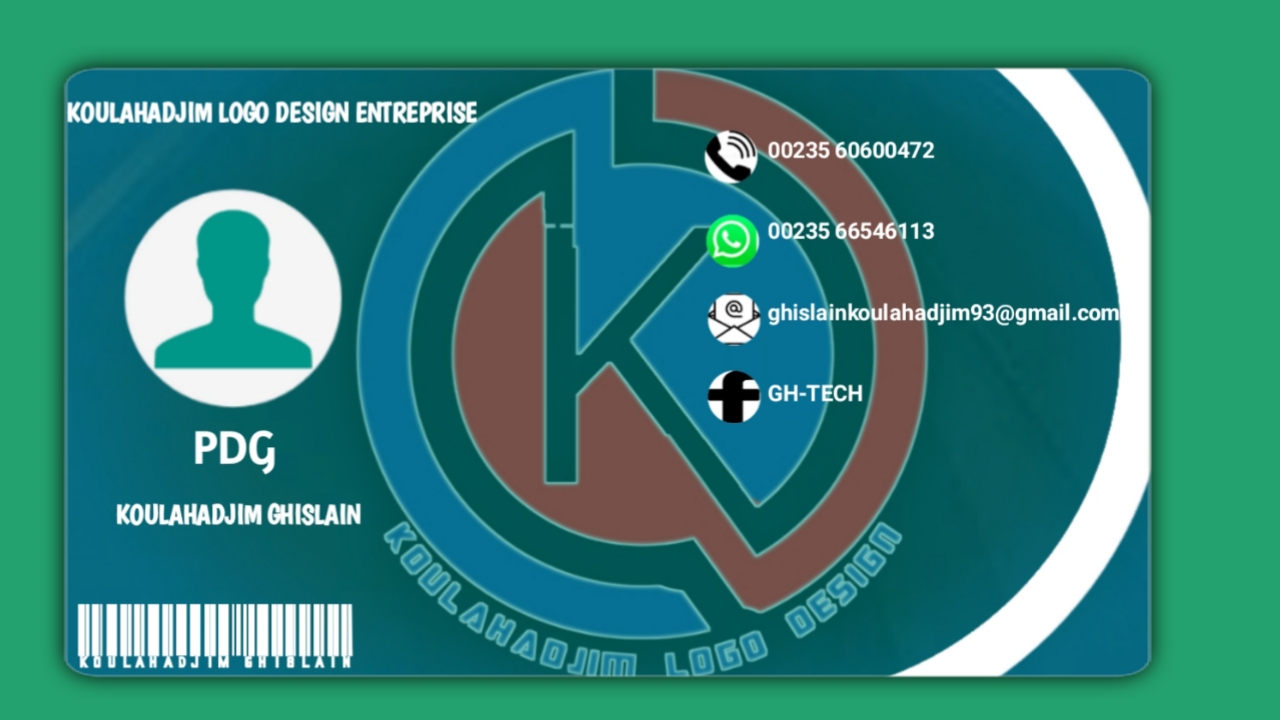 KOULAHADJIM LOGO DESIGN ENTREPRISE
00235 60600472
00235 66546113
ghislainkoulahadjim93@gmail.com
GH-TECH
PDG
KOULAHADJIM GHISLAIN
KOULAHADJIM GHISLAIN
KOULAHADJIM LOGO DESIGN